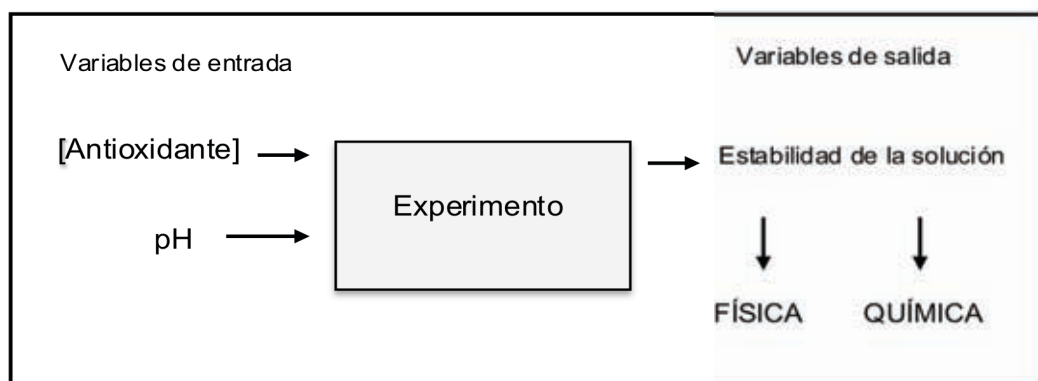 Variables de entrada
Variables de salida
[Antioxidante]
Experimento
Estabilidad de la solución
pH
FÍSICA
QUÍMICA